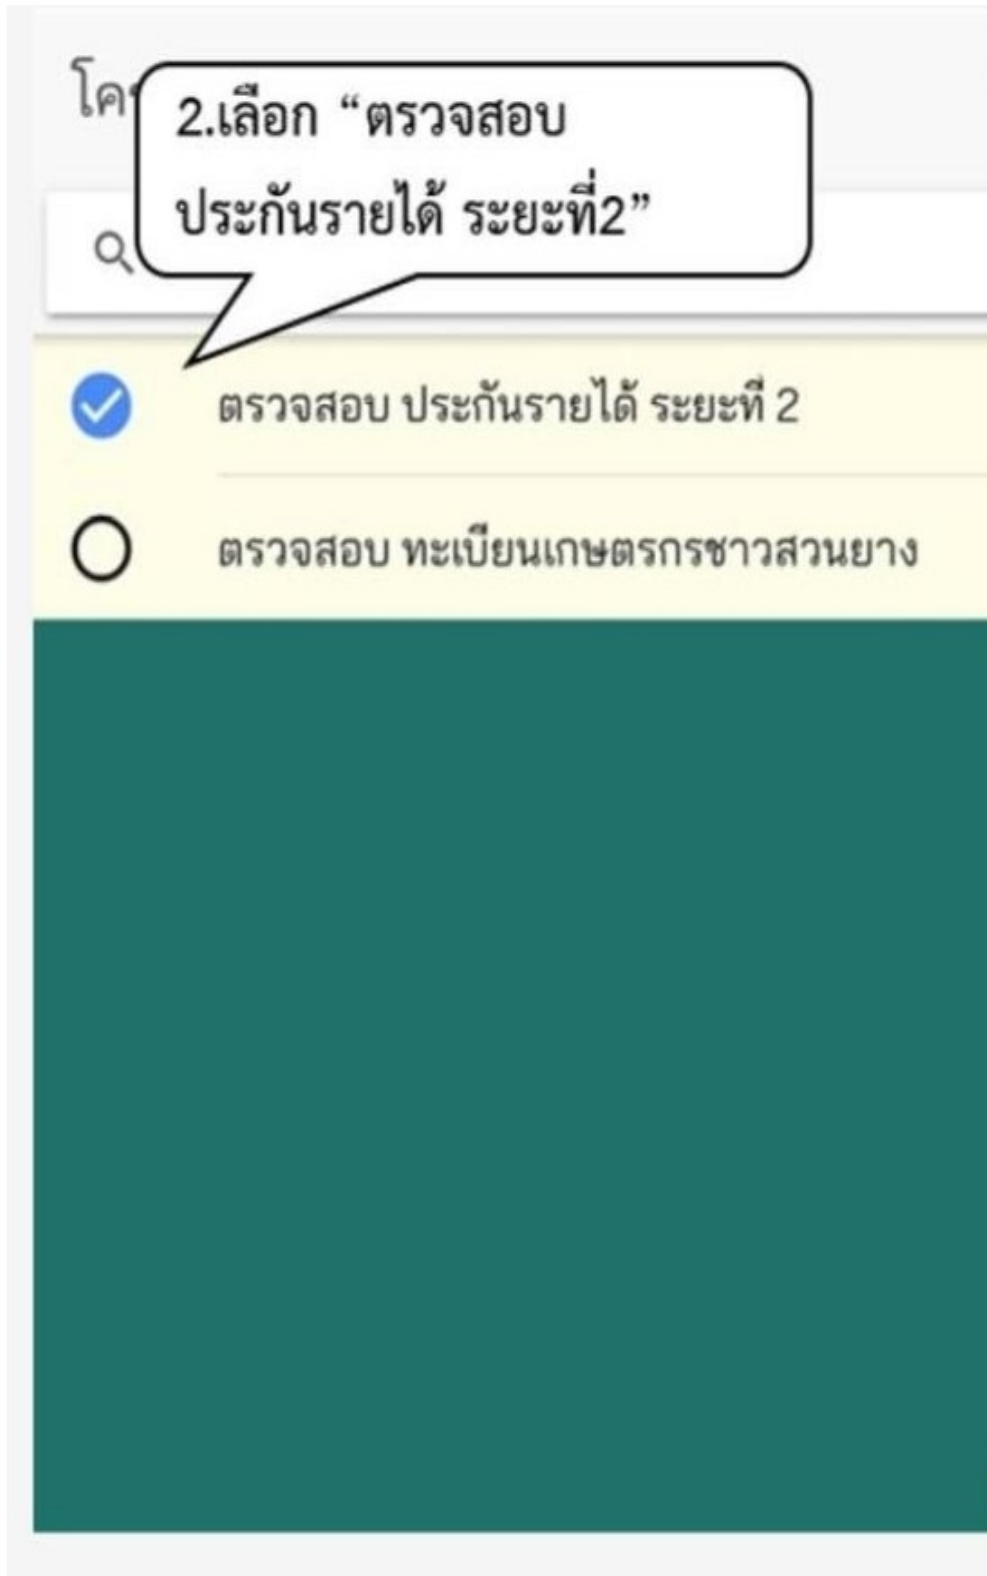 2.เลือก “ตรวจสอบ
ประกันรายได้ ระยะที่2”
ตรวจสอบ ประกันรายได้ ระยะที่ 2
ตรวจสอบ ทะเบียนเกษตรกรชาวสวนยาง